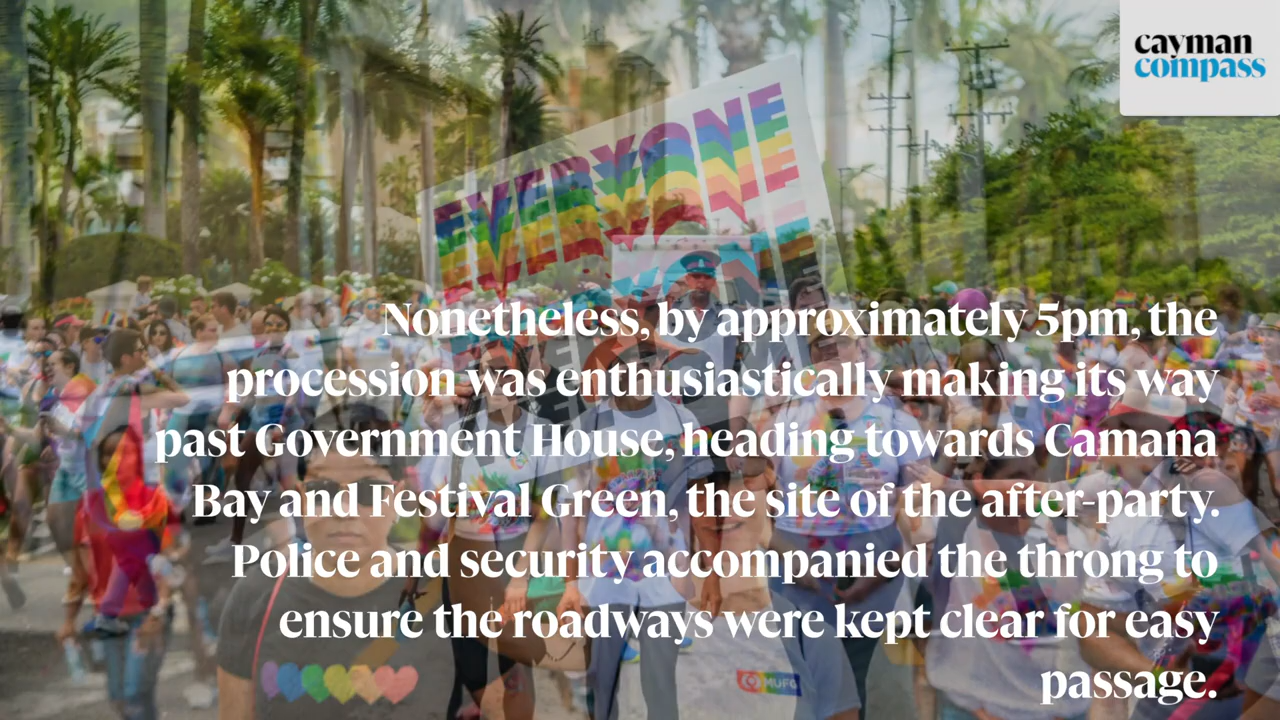 cayman
compass
EVERYONE
Nonetheless, by approximately 5pm, the
procession was enthusiastically making its way
past Government House, heading towards Camana
Bay and Festival Green, the site of the after-party.
Police and security accompanied the throng to
ensure the roadways were kept clear for easy
passage.
MUFG